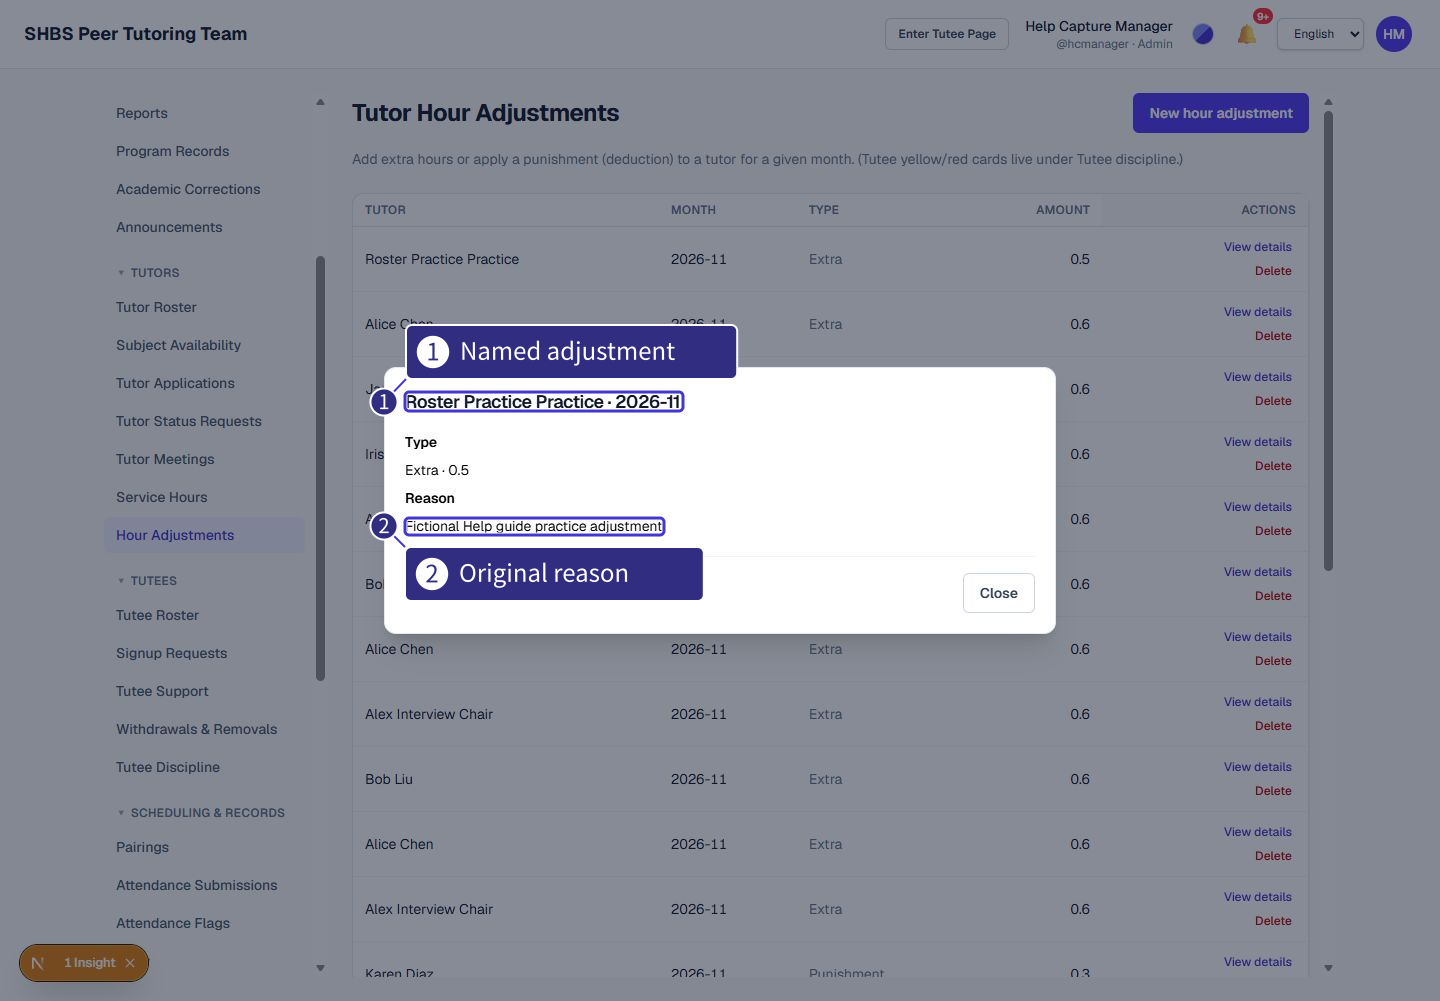 SHBS Peer Tutoring Team
Enter Tutee Page
Help Capture Manager
@hcmanager · Admin
9+
English
HM
Reports
Program Records
Academic Corrections
Announcements
TUTORS
Tutor Roster
Subject Availability
Tutor Applications
Tutor Status Requests
Tutor Meetings
Service Hours
Hour Adjustments
TUTEES
Tutee Roster
Signup Requests
Tutee Support
Withdrawals & Removals
Tutee Discipline
SCHEDULING & RECORDS
Pairings
Attendance Submissions
Attendance Flags
1 Insight
Tutor Hour Adjustments
New hour adjustment
Add extra hours or apply a punishment (deduction) to a tutor for a given month. (Tutee yellow/red cards live under Tutee discipline.)
TUTOR MONTH TYPE AMOUNT ACTIONS
Roster Practice Practice 2026-11 Extra 0.5 View details
Delete
Alice Chen 2026-11 Extra 0.6 View details
Delete
1 Named adjustment
0.6 View details
Delete
1 Roster Practice Practice · 2026-11
Type
Extra · 0.5
Reason
2 Fictional Help guide practice adjustment
2 Original reason
Close
Iris 0.6 View details
Delete
0.6 View details
Delete
0.6 View details
Delete
Alice Chen 2026-11 Extra 0.6 View details
Delete
Alex Interview Chair 2026-11 Extra 0.6 View details
Delete
Bob Liu 2026-11 Extra 0.6 View details
Delete
Alice Chen 2026-11 Extra 0.6 View details
Delete
Alex Interview Chair 2026-11 Extra 0.6 View details
Delete
Karen Diaz 2026-11 Punishment 0.3 View details